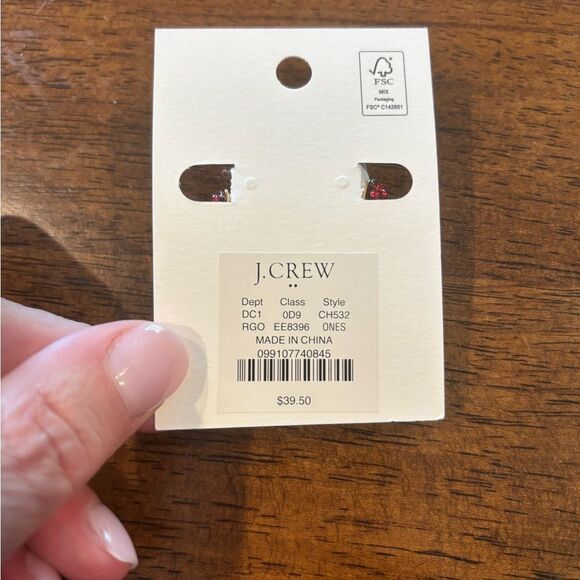 FSC
MIX
Packaging
FSC® C142651
J.CREW
Dept Class Style
DC1 0D9 CH532
RGO EE8396 ONES
MADE IN CHINA
099107740845
$39.50